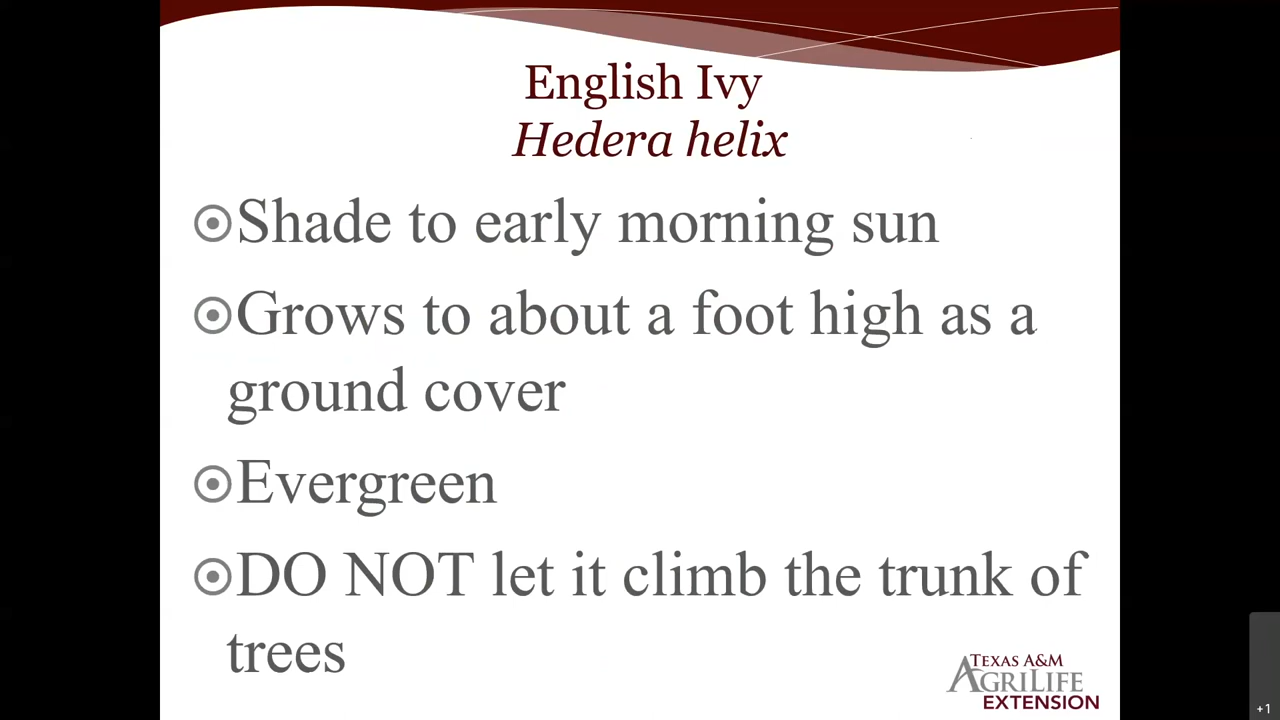 English Ivy
Hedera helix
Shade to early morning sun
Grows to about a foot high as a
ground cover
Evergreen
DO NOT let it climb the trunk of
trees
TEXAS A&M
AGRILIFE
EXTENSION
+1